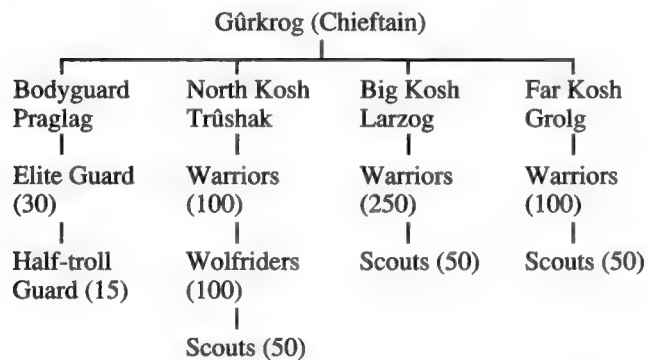 Gûrkrog (Chieftain)
Bodyguard
Praglag
Elite Guard
(30)
Half-troll
Guard (15)
North Kosh
Trûshak
Warriors
(100)
Wolfriders
(100)
Scouts (50)
Big Kosh
Larzog
Warriors
(250)
Scouts (50)
Far Kosh
Grolg
Warriors
(100)
Scouts (50)